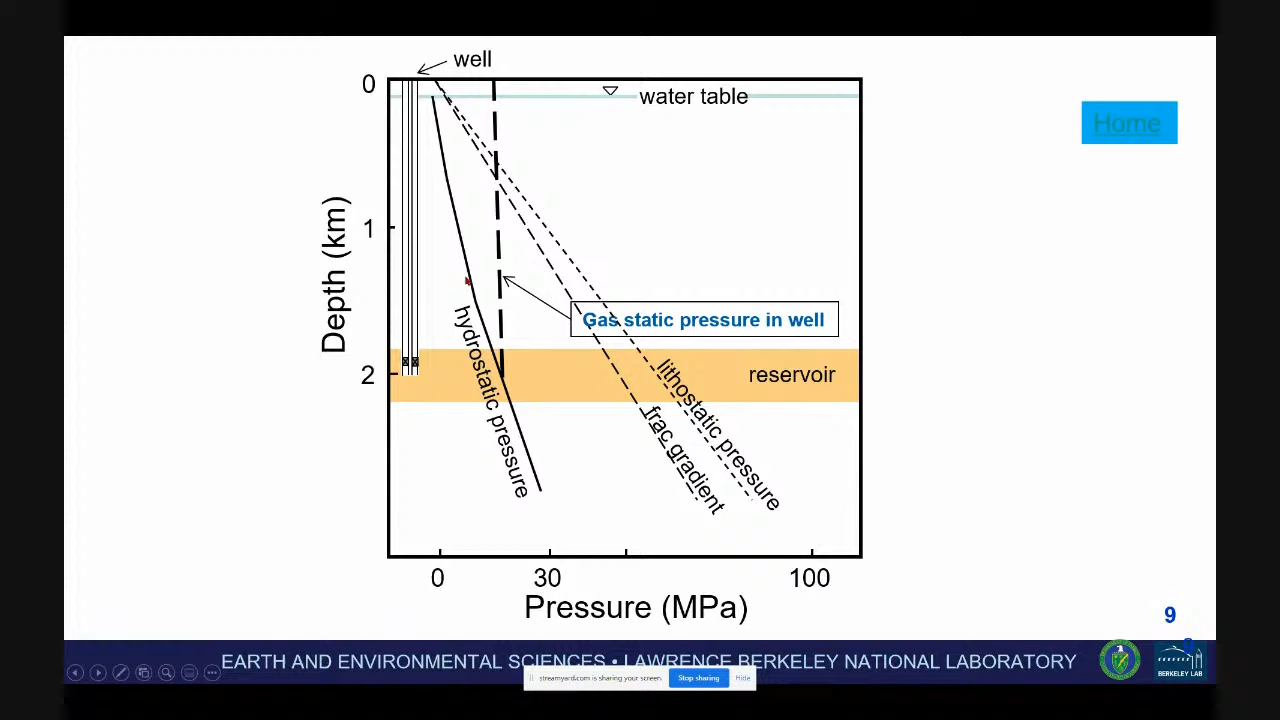 well
0
water table
Home
1
Depth (km)
Gas static pressure in well
hydrostatic pressure
2
reservoir
lithostatic pressure
frac gradient
0
30
100
Pressure (MPa)
9
9
EARTH AND ENVIRONMENTAL SCIENCES • LAWRENCE BERKELEY NATIONAL LABORATORY
BERKELEY LAB
streamyard.com is sharing your screen.
Stop sharing
Hide